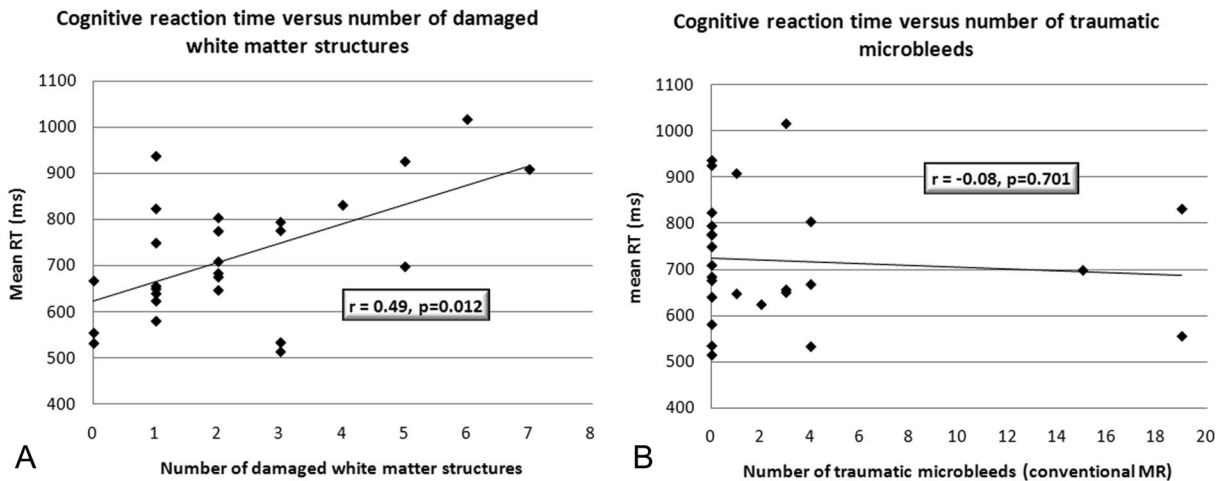 Cognitive reaction time versus number of damaged
white matter structures
Mean RT (ms)
1100
1000
900
800
700
600
500
400
r = 0.49, p=0.012
0 1 2 3 4 5 6 7 8
Number of damaged white matter structures
A
Cognitive reaction time versus number of traumatic
microbleeds
mean RT (ms)
1100
1000
900
800
700
600
500
400
r = -0.08, p=0.701
0 2 4 6 8 10 12 14 16 18 20
Number of traumatic microbleeds (conventional MR)
B